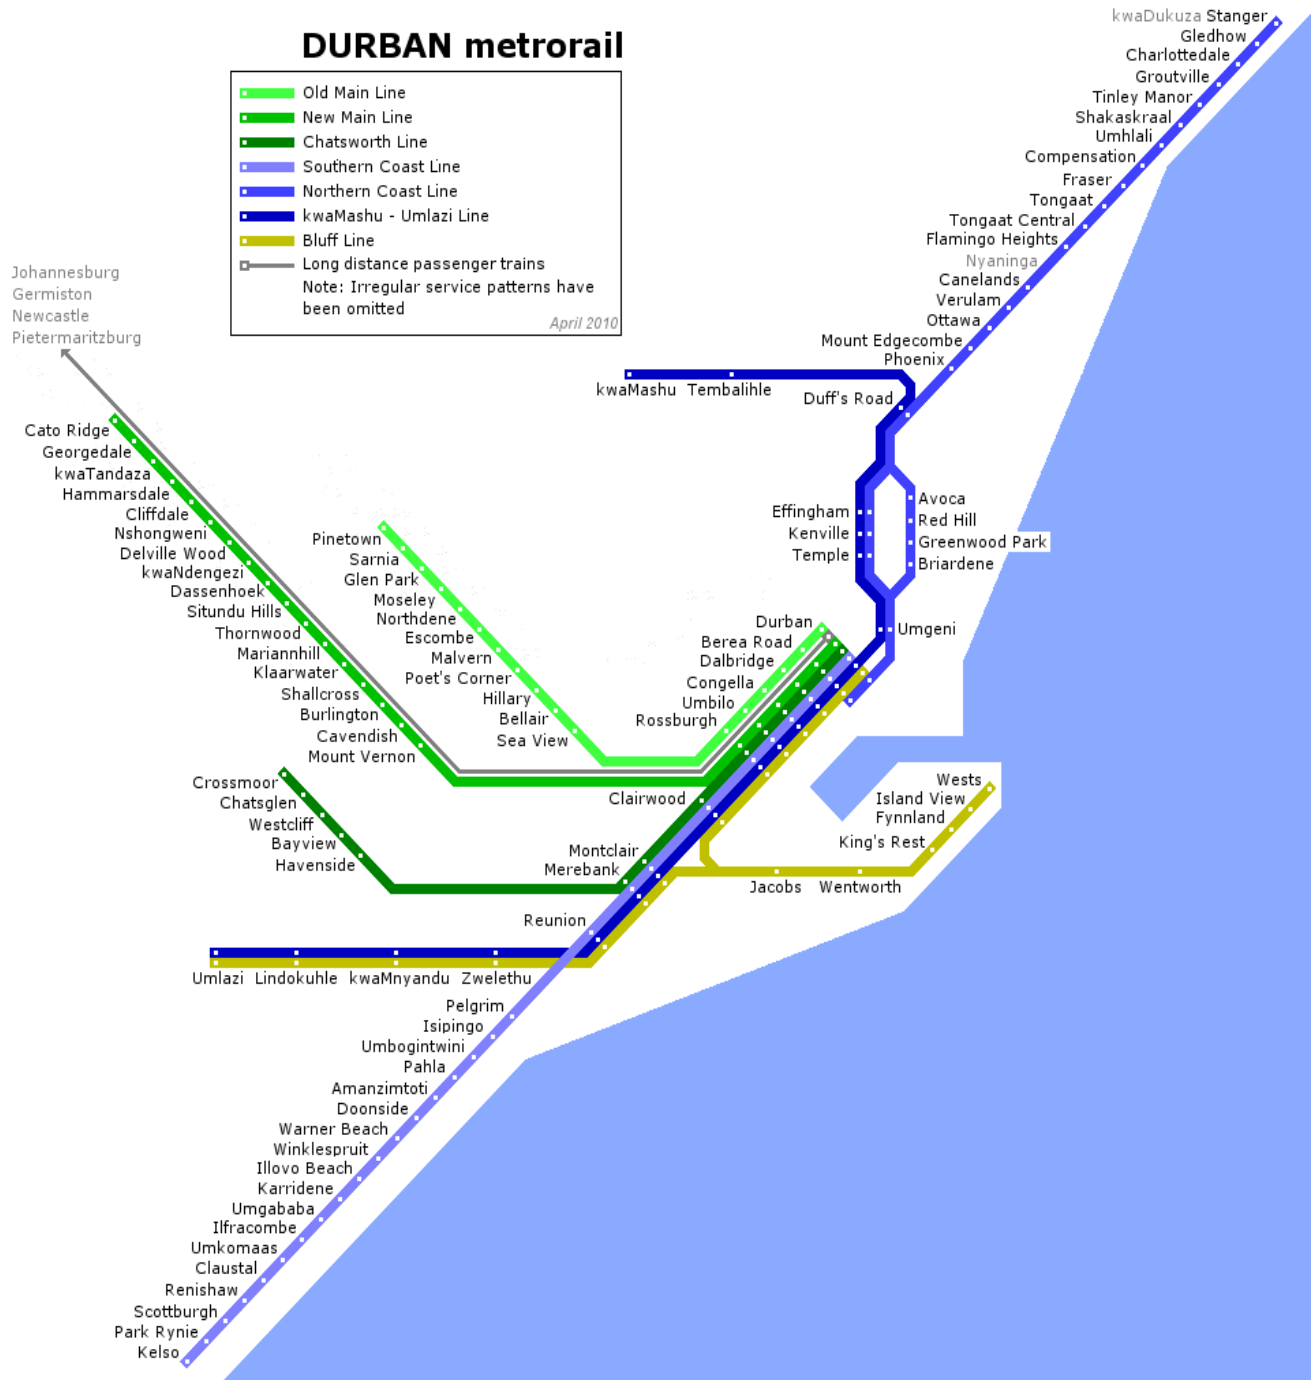 DURBAN metrorail
Old Main Line
New Main Line
Chatsworth Line
Southern Coast Line
Northern Coast Line
kwaMashu - Umlazi Line
Bluff Line
Long distance passenger trains
Note: Irregular service patterns have
been omitted
April 2010
kwaDukuza Stanger
Gledhow
Charlottedale
Groutville
Tinley Manor
Shakaskraal
Umhlali
Compensation
Fraser
Tongaat
Tongaat Central
Flamingo Heights
Nyaninga
Canelands
Verulam
Ottawa
Mount Edgecombe
Phoenix
kwaMashu
Tembalihle
Duff's Road
Effingham
Kenville
Temple
Avoca
Red Hill
Greenwood Park
Briardene
Umgeni
Johannesburg
Germiston
Newcastle
Pietermaritzburg
Cato Ridge
Georgedale
kwaTandaza
Hammarsdale
Cliffdale
Nshongweni
Delville Wood
kwaNdengezi
Dassenhoek
Situndu Hills
Thornwood
Mariannhill
Klaarwater
Shallcross
Burlington
Cavendish
Mount Vernon
Pinetown
Sarnia
Glen Park
Moseley
Northdene
Escombe
Malvern
Poet's Corner
Hillary
Bellair
Sea View
Durban
Berea Road
Dalbridge
Congella
Umbilo
Rossburgh
Clairwood
Crossmoor
Chatsglen
Westcliff
Bayview
Havenside
Montclair
Merebank
Reunion
Wests
Island View
Fynnland
King's Rest
Jacobs
Wentworth
Umlazi
Lindokuhle
kwaMnyandu
Zwelethu
Pelgrim
Isipingo
Umbogintwini
Pahla
Amanzimtoti
Doonside
Warner Beach
Winklespruit
Illovo Beach
Karridene
Umgababa
Ilfracombe
Umkomaas
Claustal
Renishaw
Scottburgh
Park Rynie
Kelso